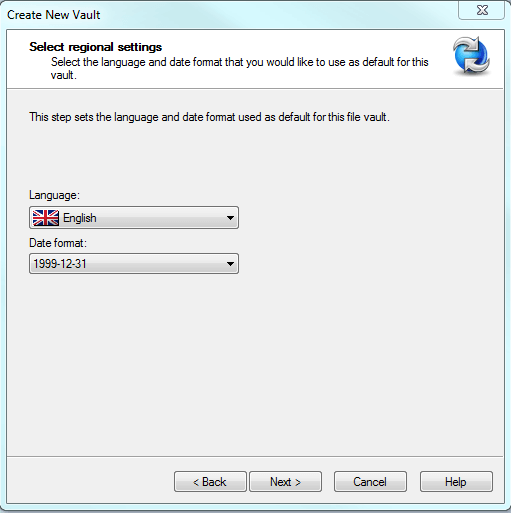 Create New Vault
Select regional settings
Select the language and date format that you would like to use as default for this
vault.
This step sets the language and date format used as default for this file vault.
Language:
English
Date format:
1999-12-31
< Back
Next >
Cancel
Help